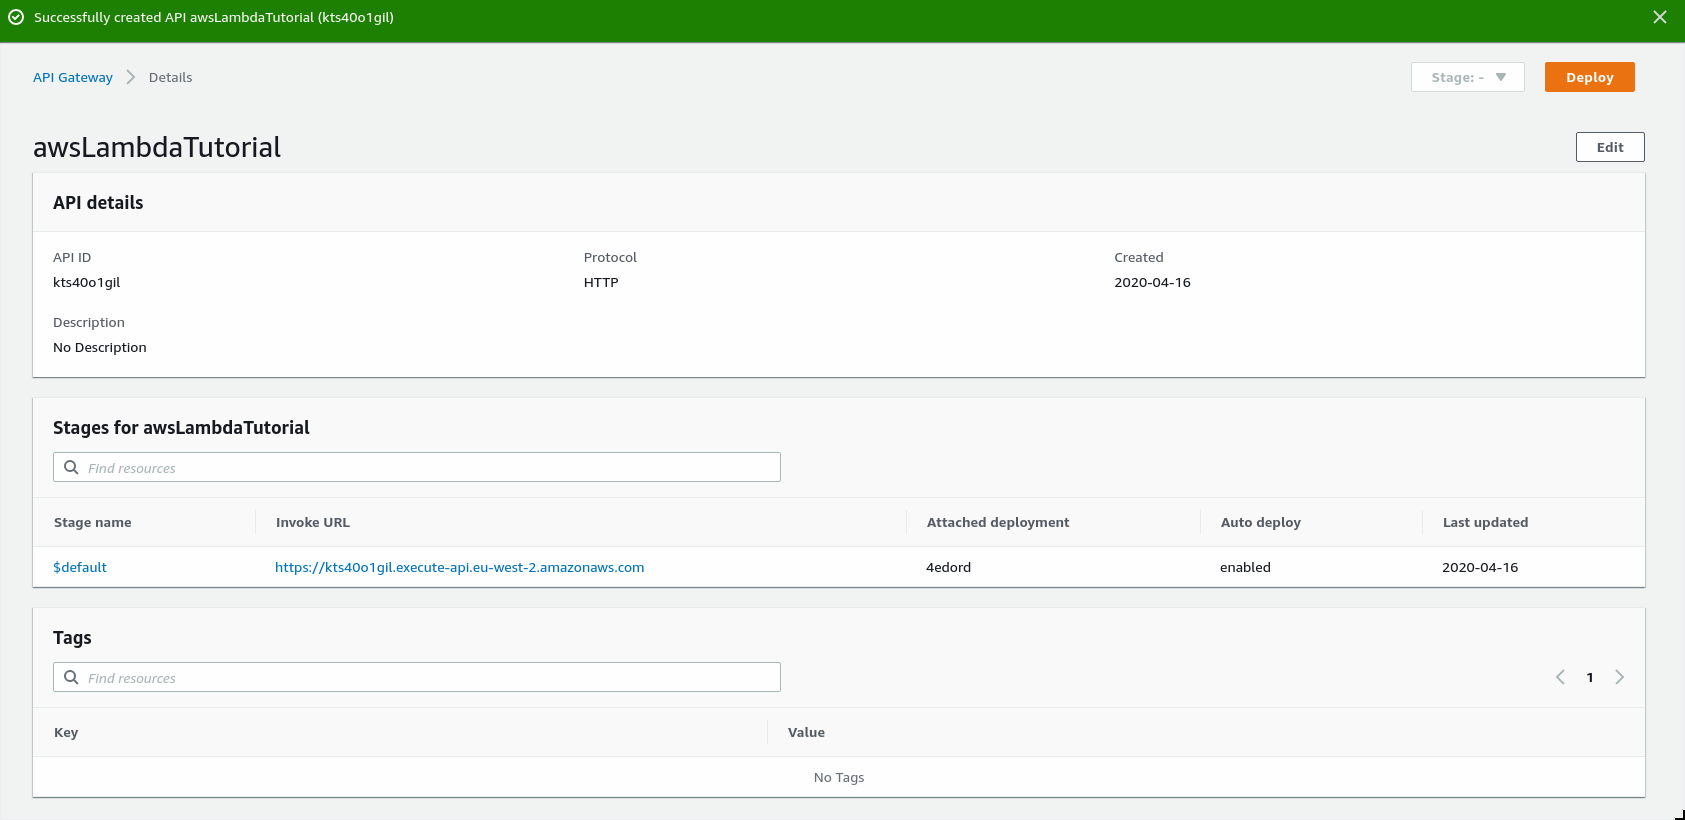 Successfully created API awsLambdaTutorial (kts40o1gil)
API Gateway Details Stage: - Deploy
awsLambdaTutorial Edit
API details
API ID Protocol Created
kts40o1gil HTTP 2020-04-16
Description
No Description
Stages for awsLambdaTutorial
Find resources
Stage name Invoke URL Attached deployment Auto deploy Last updated
$default https://kts40o1gil.execute-api.eu-west-2.amazonaws.com 4edord enabled 2020-04-16
Tags
Find resources 1
Key Value
No Tags